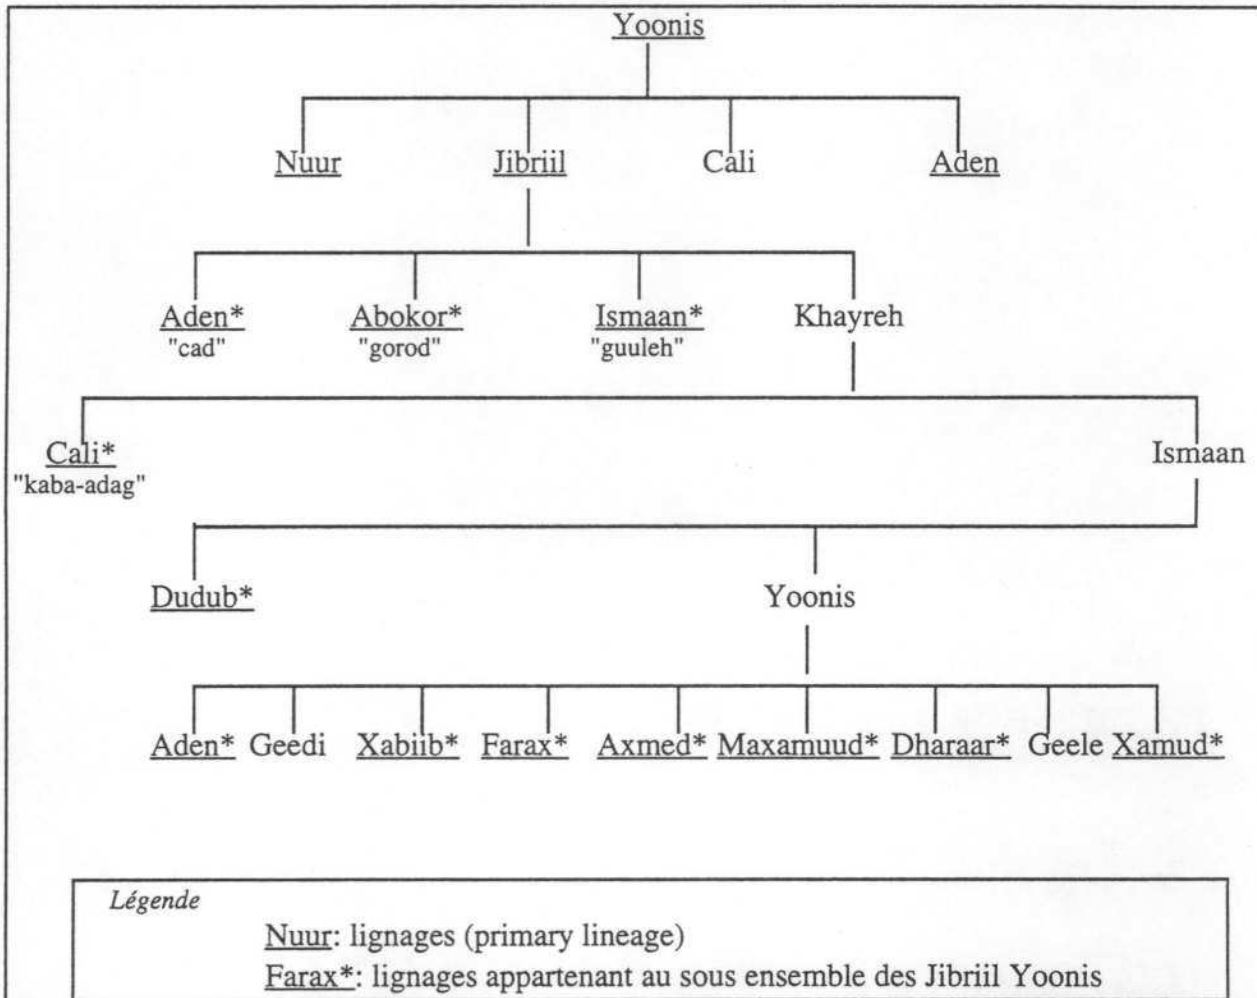 Yoonis
Nuur Jibriil Cali Aden
Aden* Abokor* Ismaan* Khayreh
"cad" "gorod" "guuleh"
Cali* Ismaan
"kaba-adag"
Dudub* Yoonis
Aden* Geedi Xabiib* Farax* Axmed* Maxamuud* Dharaar* Geele Xamud*
Légende
Nuur: lignages (primary lineage)
Farax*: lignages appartenant au sous ensemble des Jibriil Yoonis